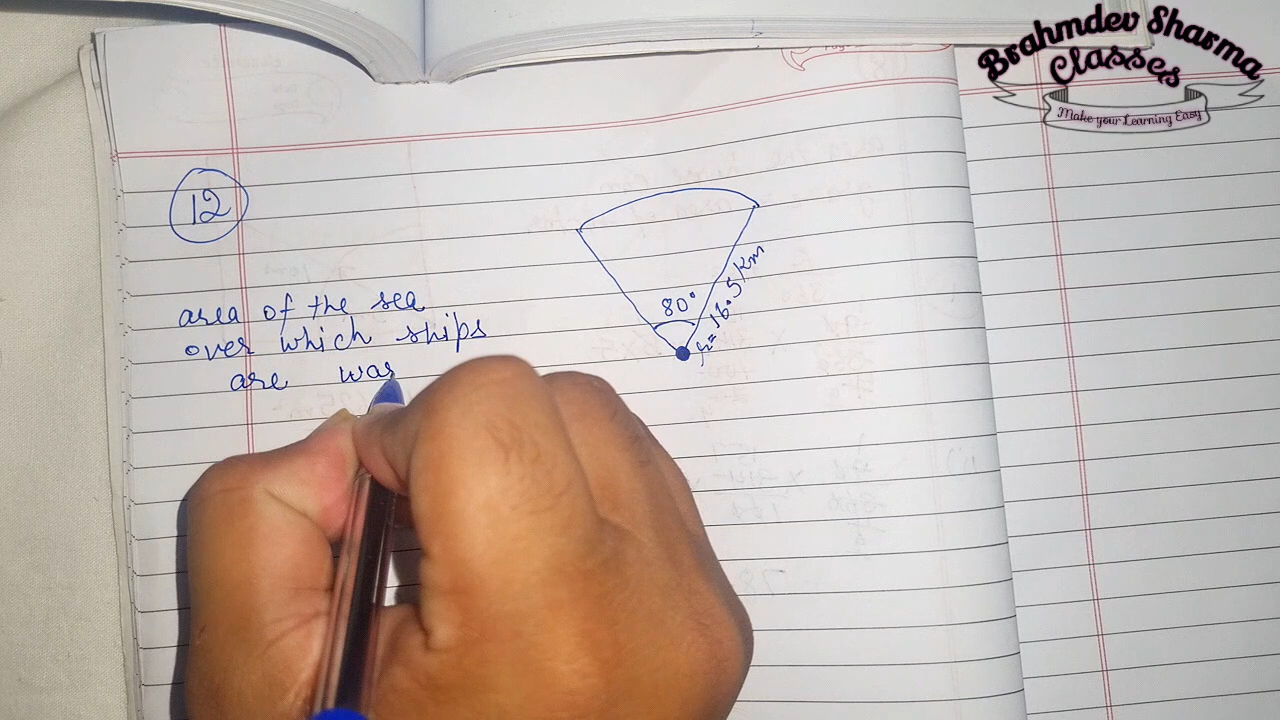 Brahmdev Sharma
Classes
Make your Learning Easy
12
area of the sea
over which ships
are war
80°
r = 16.5 km